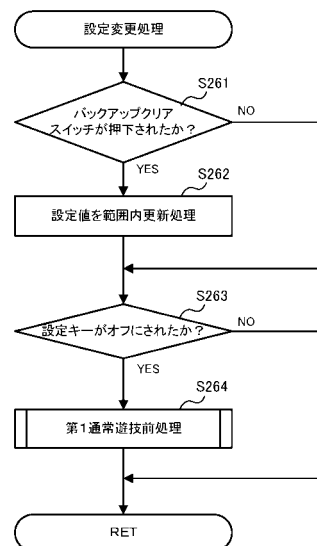 設定変更処理
S261
バックアップクリア
スイッチが押下されたか？
NO
YES
S262
設定値を範囲内更新処理
S263
設定キーがオフにされたか？
NO
YES
S264
第1通常遊技前処理
RET